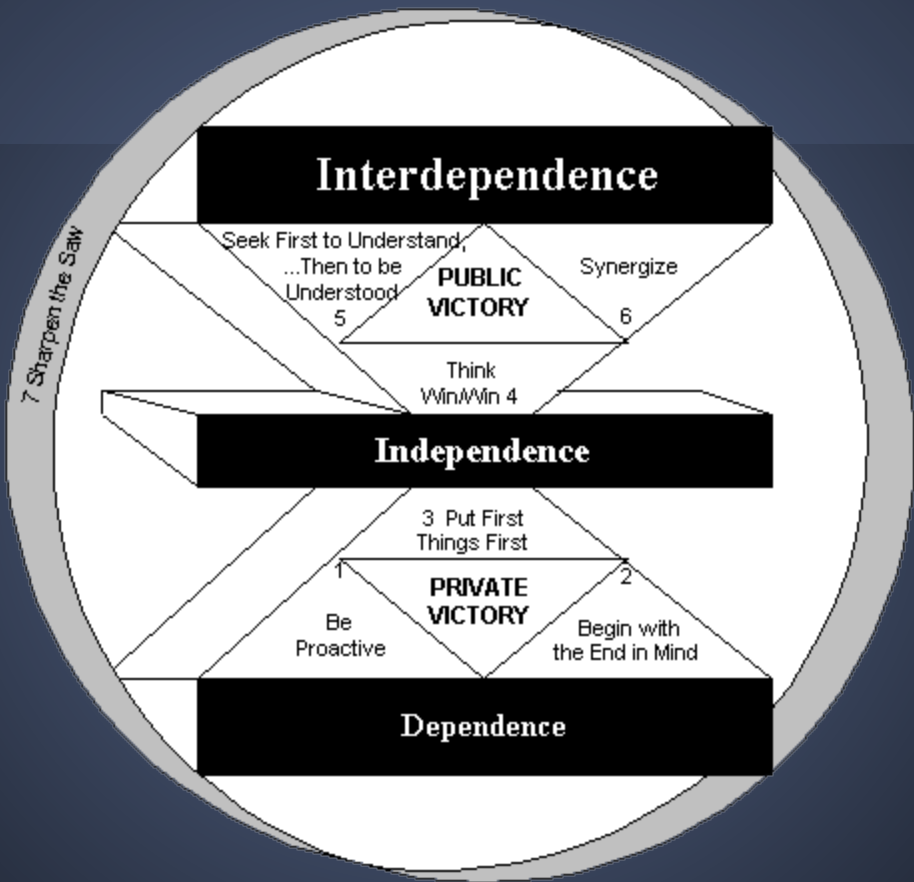 Interdependence
Seek First to Understand,
...Then to be
Understood
5
PUBLIC
VICTORY
Synergize
6
Think
Win/Win 4
7 Sharpen the Saw
Independence
3 Put First
Things First
1
Be
Proactive
PRIVATE
VICTORY
2
Begin with
the End in Mind
Dependence